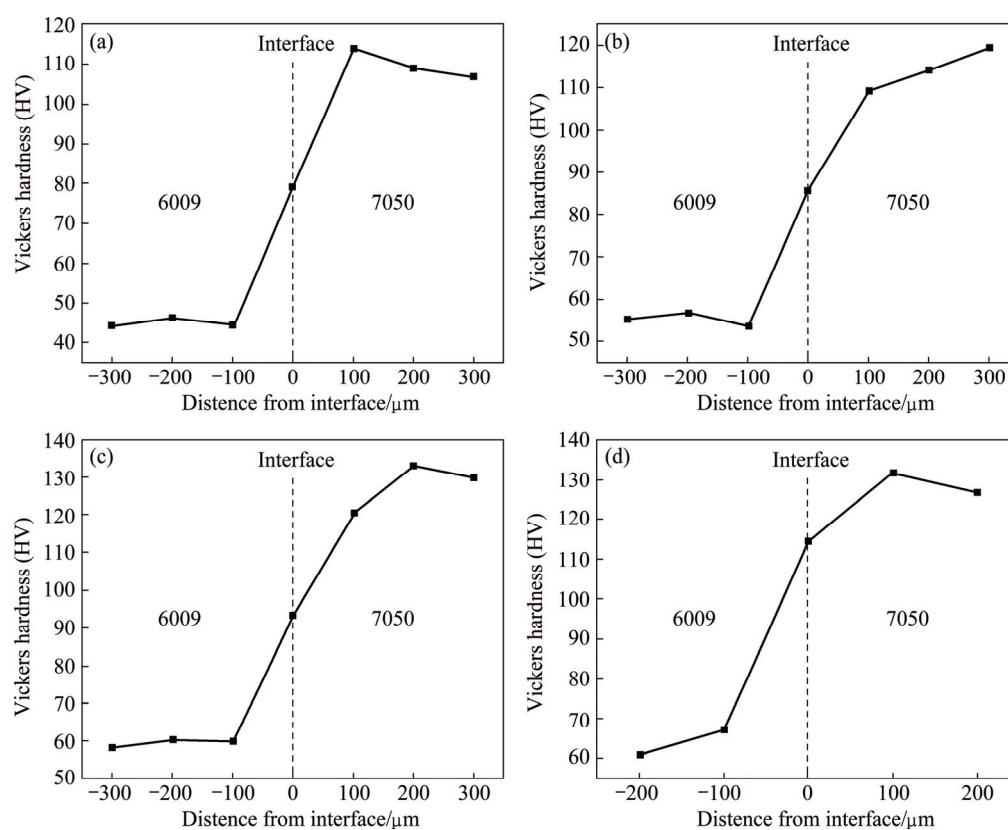 (a)
Interface
Vickers hardness (HV)
120
110
100
90
80
70
60
50
40
6009
7050
−300 −200 −100 0 100 200 300
Distence from interface/μm
(b)
Interface
Vickers hardness (HV)
120
110
100
90
80
70
60
50
6009
7050
−300 −200 −100 0 100 200 300
Distence from interface/μm
(c)
Interface
Vickers hardness (HV)
140
130
120
110
100
90
80
70
60
50
6009
7050
−300 −200 −100 0 100 200 300
Distence from interface/μm
(d)
Interface
Vickers hardness (HV)
140
130
120
110
100
90
80
70
60
6009
7050
−200 −100 0 100 200
Distence from interface/μm